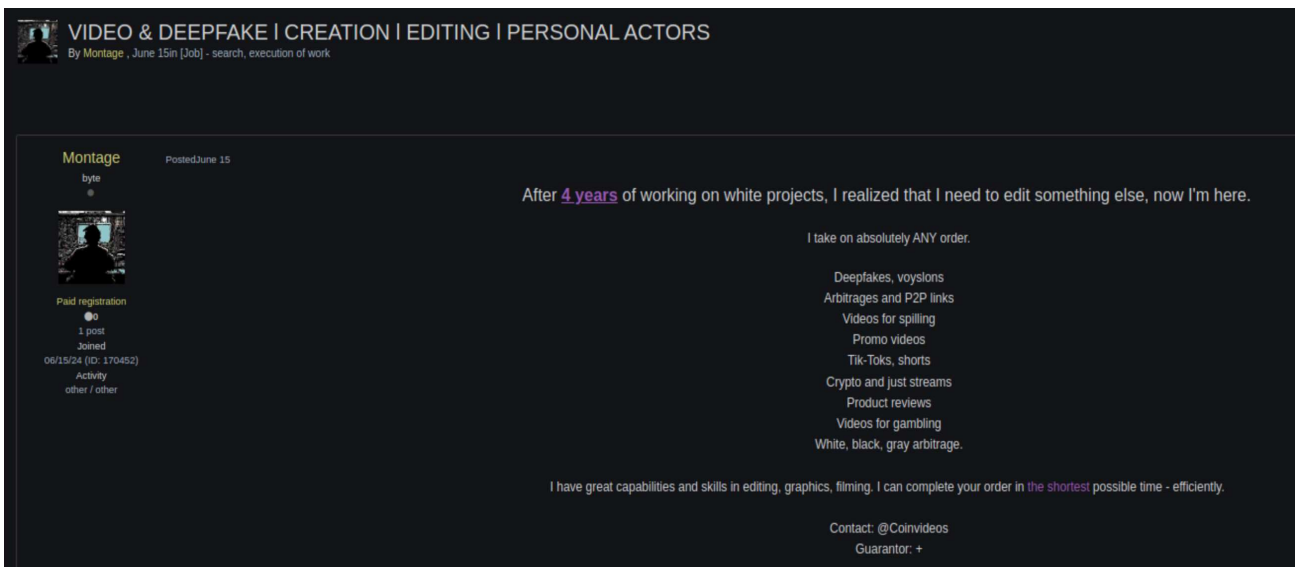 VIDEO & DEEPFAKE l CREATION l EDITING l PERSONAL ACTORS
By Montage , June 15in [Job] - search, execution of work
Montage
PostedJune 15
byte
Paid registration
0
1 post
Joined
06/15/24 (ID: 170452)
Activity
other / other
After 4 years of working on white projects, I realized that I need to edit something else, now I'm here.
I take on absolutely ANY order.
Deepfakes, voyslons
Arbitrages and P2P links
Videos for spilling
Promo videos
Tik-Toks, shorts
Crypto and just streams
Product reviews
Videos for gambling
White, black, gray arbitrage.
I have great capabilities and skills in editing, graphics, filming. I can complete your order in the shortest possible time - efficiently.
Contact: @Coinvideos
Guarantor: +